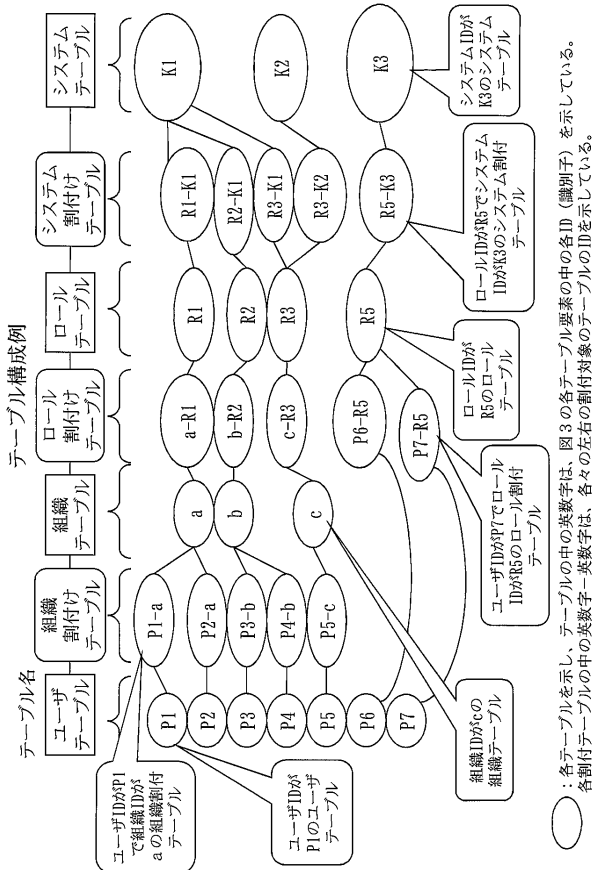 テーブル構成例
テーブル名
ユーザ
テーブル
組織
割付け
テーブル
組織
テーブル
ロール
割付け
テーブル
ロール
テーブル
システム
割付け
テーブル
システム
テーブル
P1
P2
P3
P4
P5
P6
P7
P1-a
P2-a
P3-b
P4-b
P5-c
a
b
c
a-R1
b-R2
c-R3
P6-R5
P7-R5
R1
R2
R3
R5
R1-K1
R2-K1
R3-K1
R3-K2
R5-K3
K1
K2
K3
ユーザIDがP1
で組織IDが
aの組織割付
テーブル
ユーザIDが
P1のユーザ
テーブル
組織IDがcの
組織テーブル
ユーザIDがP7でロール
IDがR5のロール割付
テーブル
ロールIDが
R5のロール
テーブル
ロールIDがR5でシステム
IDがK3のシステム割付
テーブル
システムIDが
K3のシステム
テーブル
：各テーブルを示し、テーブルの中の英数字は、図3の各テーブル要素の中の各ID（識別子）を示している。
各割付テーブルの中の英数字ー英数字は、各々の左右の割付対象のテーブルのIDを示している。